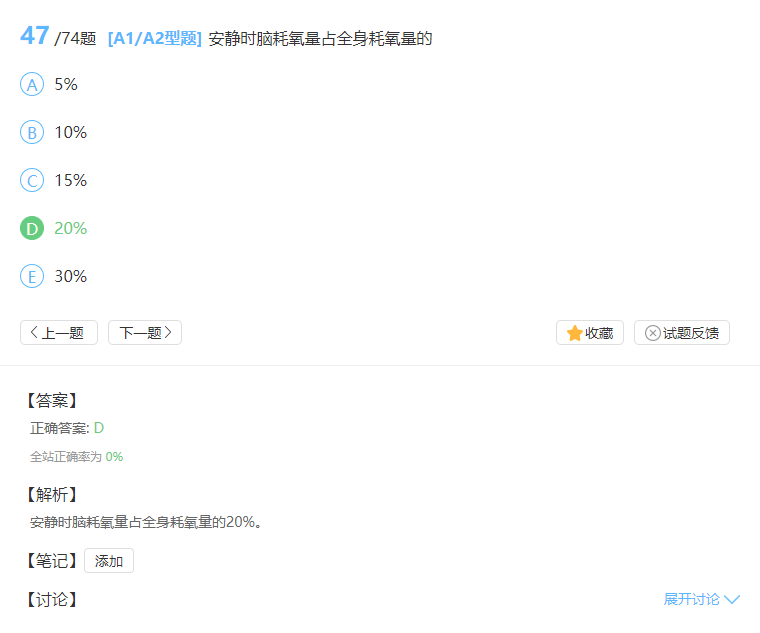 47 /74题 [A1/A2型题] 安静时脑耗氧量占全身耗氧量的
A 5%
B 10%
C 15%
D 20%
E 30%
上一题 下一题 收藏 试题反馈
【答案】
正确答案: D
全站正确率为 0%
【解析】
安静时脑耗氧量占全身耗氧量的20%。
【笔记】 添加
【讨论】 展开讨论